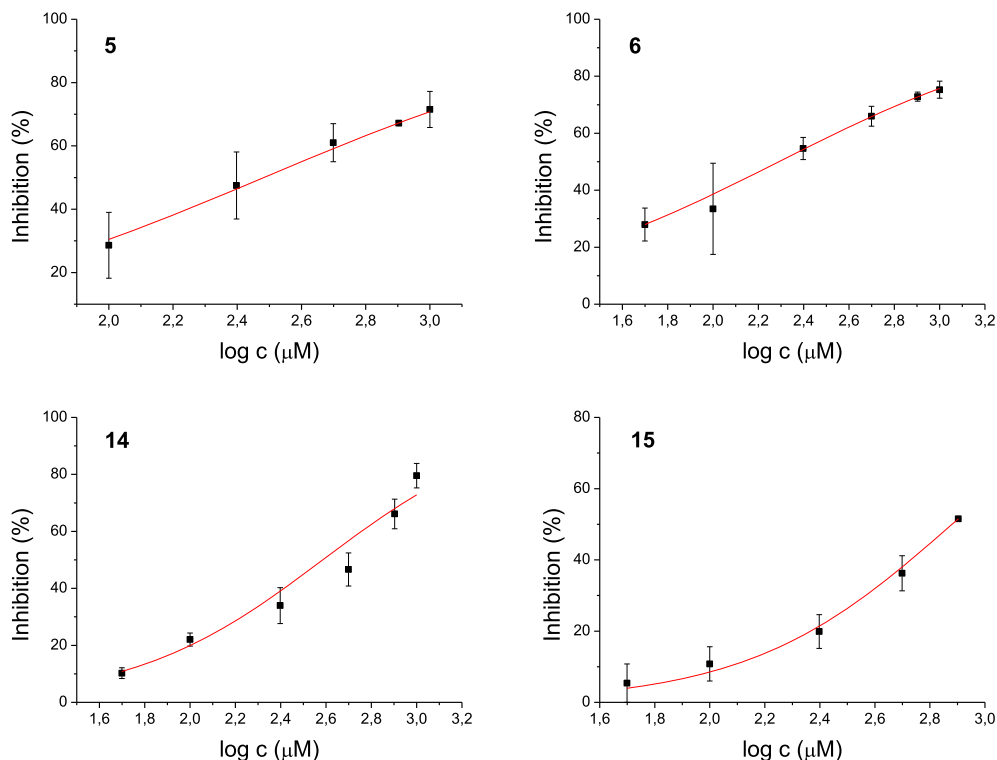 5
100
80
60
40
20
Inhibition (%)
2,0 2,2 2,4 2,6 2,8 3,0
log c (μM)
6
100
80
60
40
20
0
Inhibition (%)
1,6 1,8 2,0 2,2 2,4 2,6 2,8 3,0 3,2
log c (μM)
14
100
80
60
40
20
0
Inhibition (%)
1,6 1,8 2,0 2,2 2,4 2,6 2,8 3,0 3,2
log c (μM)
15
80
60
40
20
0
Inhibition (%)
1,6 1,8 2,0 2,2 2,4 2,6 2,8 3,0
log c (μM)